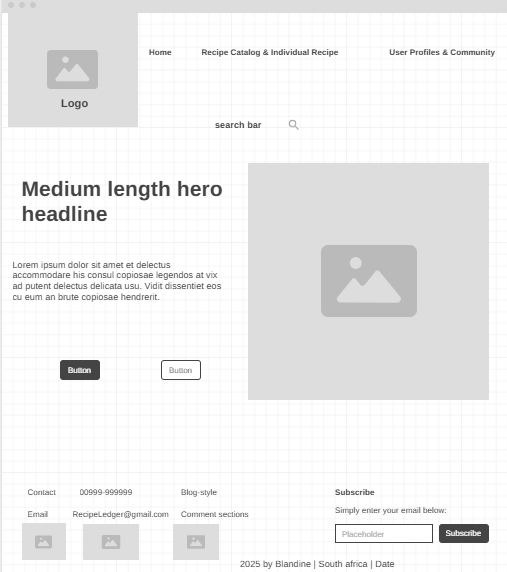 Logo
Home
Recipe Catalog & Individual Recipe
User Profiles & Community
search bar
Medium length hero
headline
Lorem ipsum dolor sit amet et delectus
accommodare his consul copiosae legendos at vix
ad putent delectus delicata usu. Vidit dissentiet eos
cu eum an brute copiosae hendrerit.
Button
Button
Contact
00999-999999
Blog-style
Subscribe
Email
RecipeLedger@gmail.com
Comment sections
Simply enter your email below:
Placeholder
Subscribe
2025 by Blandine | South africa | Date